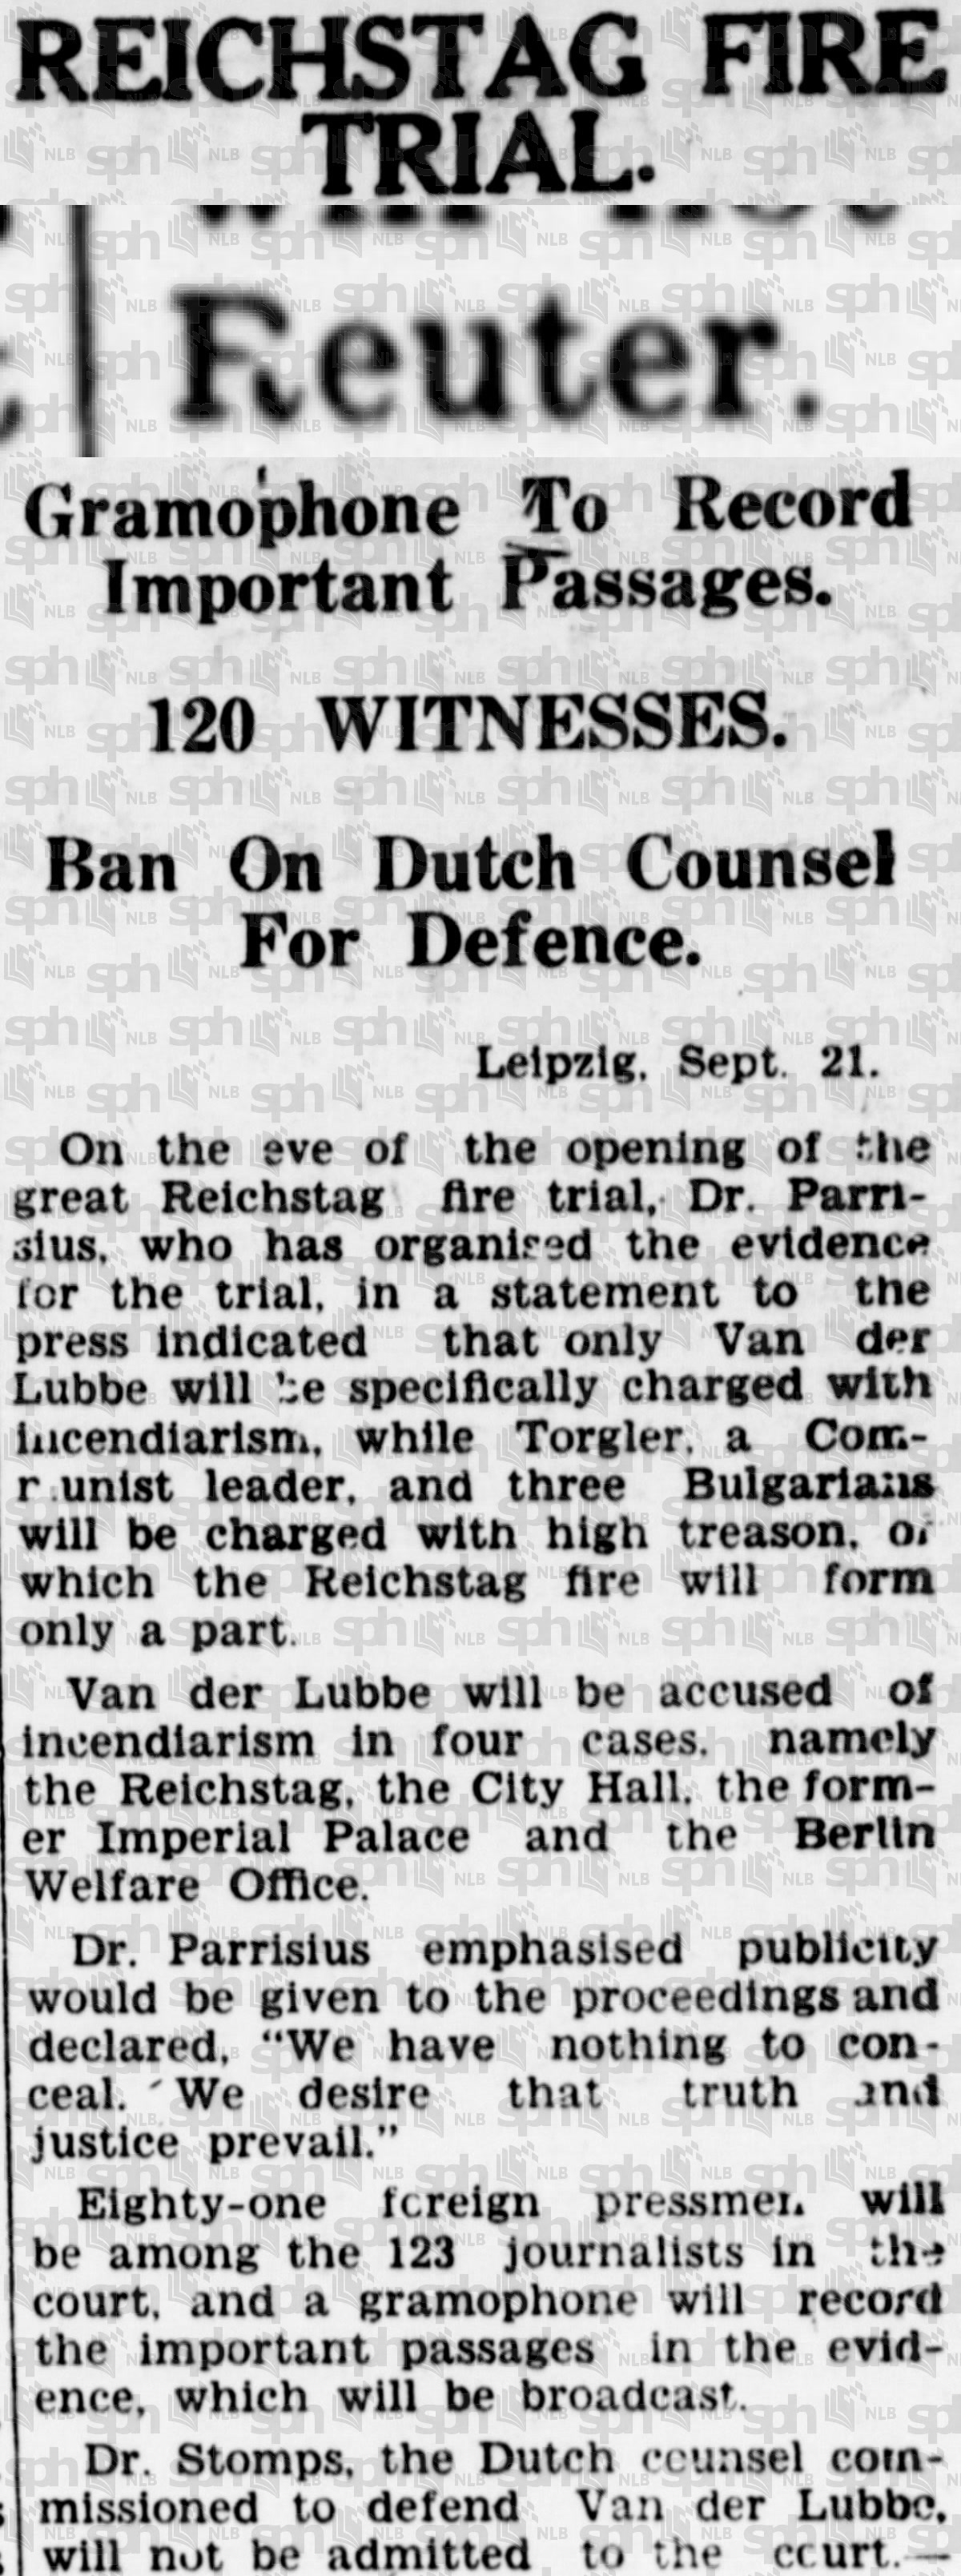 REICHSTAG FIRE
TRIAL.
Reuter.
Gramophone To Record
Important Passages.
120 WITNESSES.
Ban On Dutch Counsel
For Defence.
Leipzig, Sept. 21.
On the eve of the opening of the
great Reichstag fire trial, Dr. Parri-
sius, who has organised the evidence
for the trial, in a statement to the
press indicated that only Van der
Lubbe will be specifically charged with
incendiarism, while Torgler, a Com-
munist leader, and three Bulgarians
will be charged with high treason, of
which the Reichstag fire will form
only a part.
Van der Lubbe will be accused of
incendiarism in four cases, namely
the Reichstag, the City Hall, the form-
er Imperial Palace and the Berlin
Welfare Office.
Dr. Parrisius emphasised publicity
would be given to the proceedings and
declared, "We have nothing to con-
ceal. We desire that truth and
justice prevail."
Eighty-one foreign pressmen will
be among the 123 journalists in the
court, and a gramophone will record
the important passages in the evid-
ence, which will be broadcast.
Dr. Stomps, the Dutch counsel com-
missioned to defend Van der Lubbe,
will not be admitted to the court.—